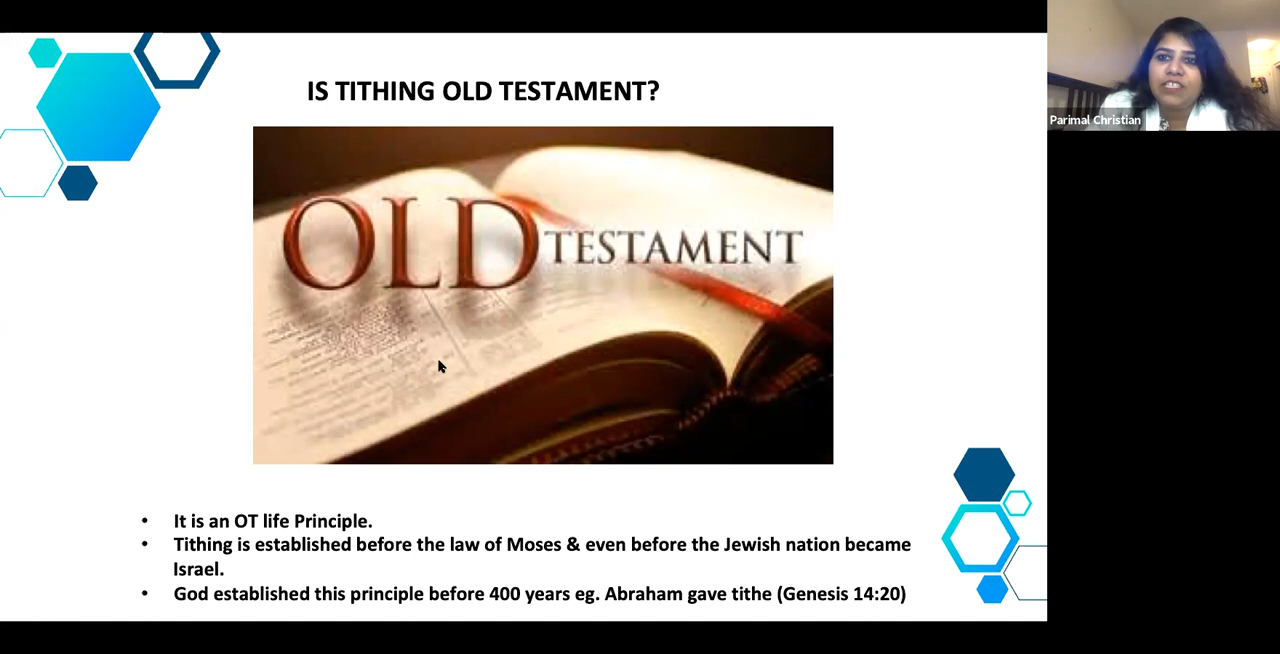 IS TITHING OLD TESTAMENT?
Parimal Christian
OLD TESTAMENT
• It is an OT life Principle.
• Tithing is established before the law of Moses & even before the Jewish nation became
Israel.
• God established this principle before 400 years eg. Abraham gave tithe (Genesis 14:20)